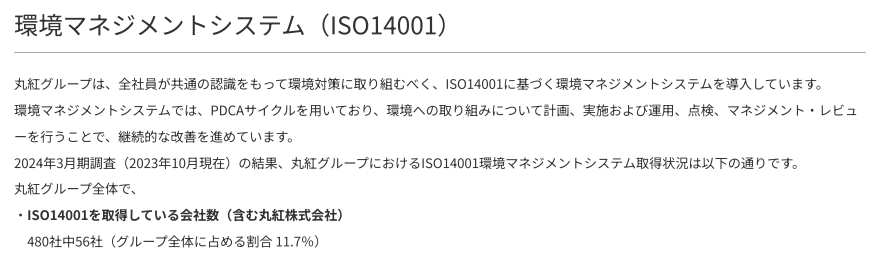 環境マネジメントシステム（ISO14001）
丸紅グループは、全社員が共通の認識をもって環境対策に取り組むべく、ISO14001に基づく環境マネジメントシステムを導入しています。
環境マネジメントシステムでは、PDCAサイクルを用いており、環境への取り組みについて計画、実施および運用、点検、マネジメント・レビュ
ーを行うことで、継続的な改善を進めています。
2024年3月期調査（2023年10月現在）の結果、丸紅グループにおけるISO14001環境マネジメントシステム取得状況は以下の通りです。
丸紅グループ全体で、
・ISO14001を取得している会社数（含む丸紅株式会社）
480社中56社（グループ全体に占める割合 11.7％）